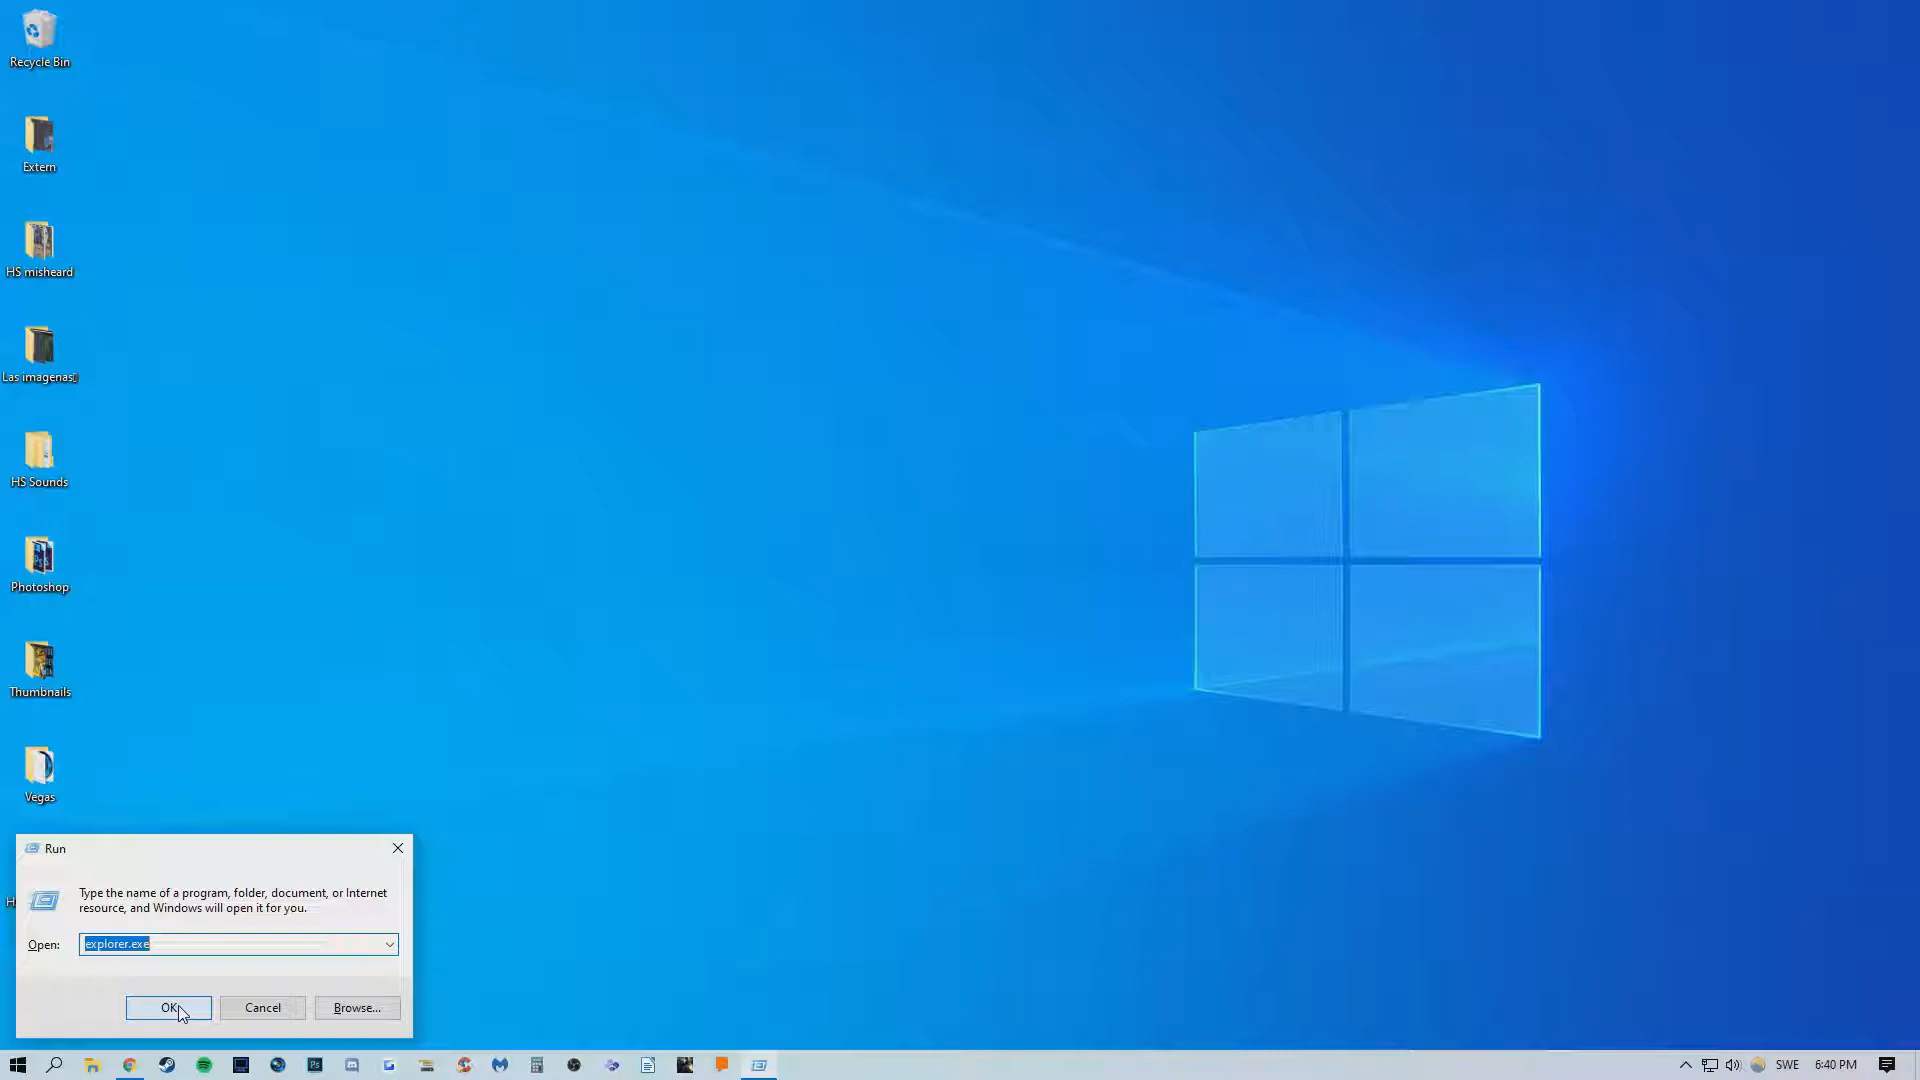 Recycle Bin
Extern
HS misheard
Las imagenas
HS Sounds
Photoshop
Thumbnails
Vegas
Run
Type the name of a program, folder, document, or Internet
resource, and Windows will open it for you.
Open: explorer.exe
OK Cancel Browse...
SWE 6:40 PM